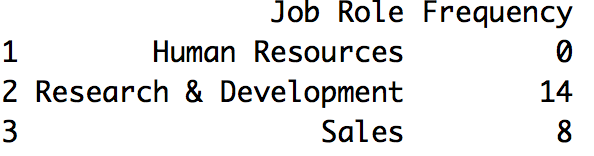 Job Role Frequency
1 Human Resources 0
2 Research & Development 14
3 Sales 8